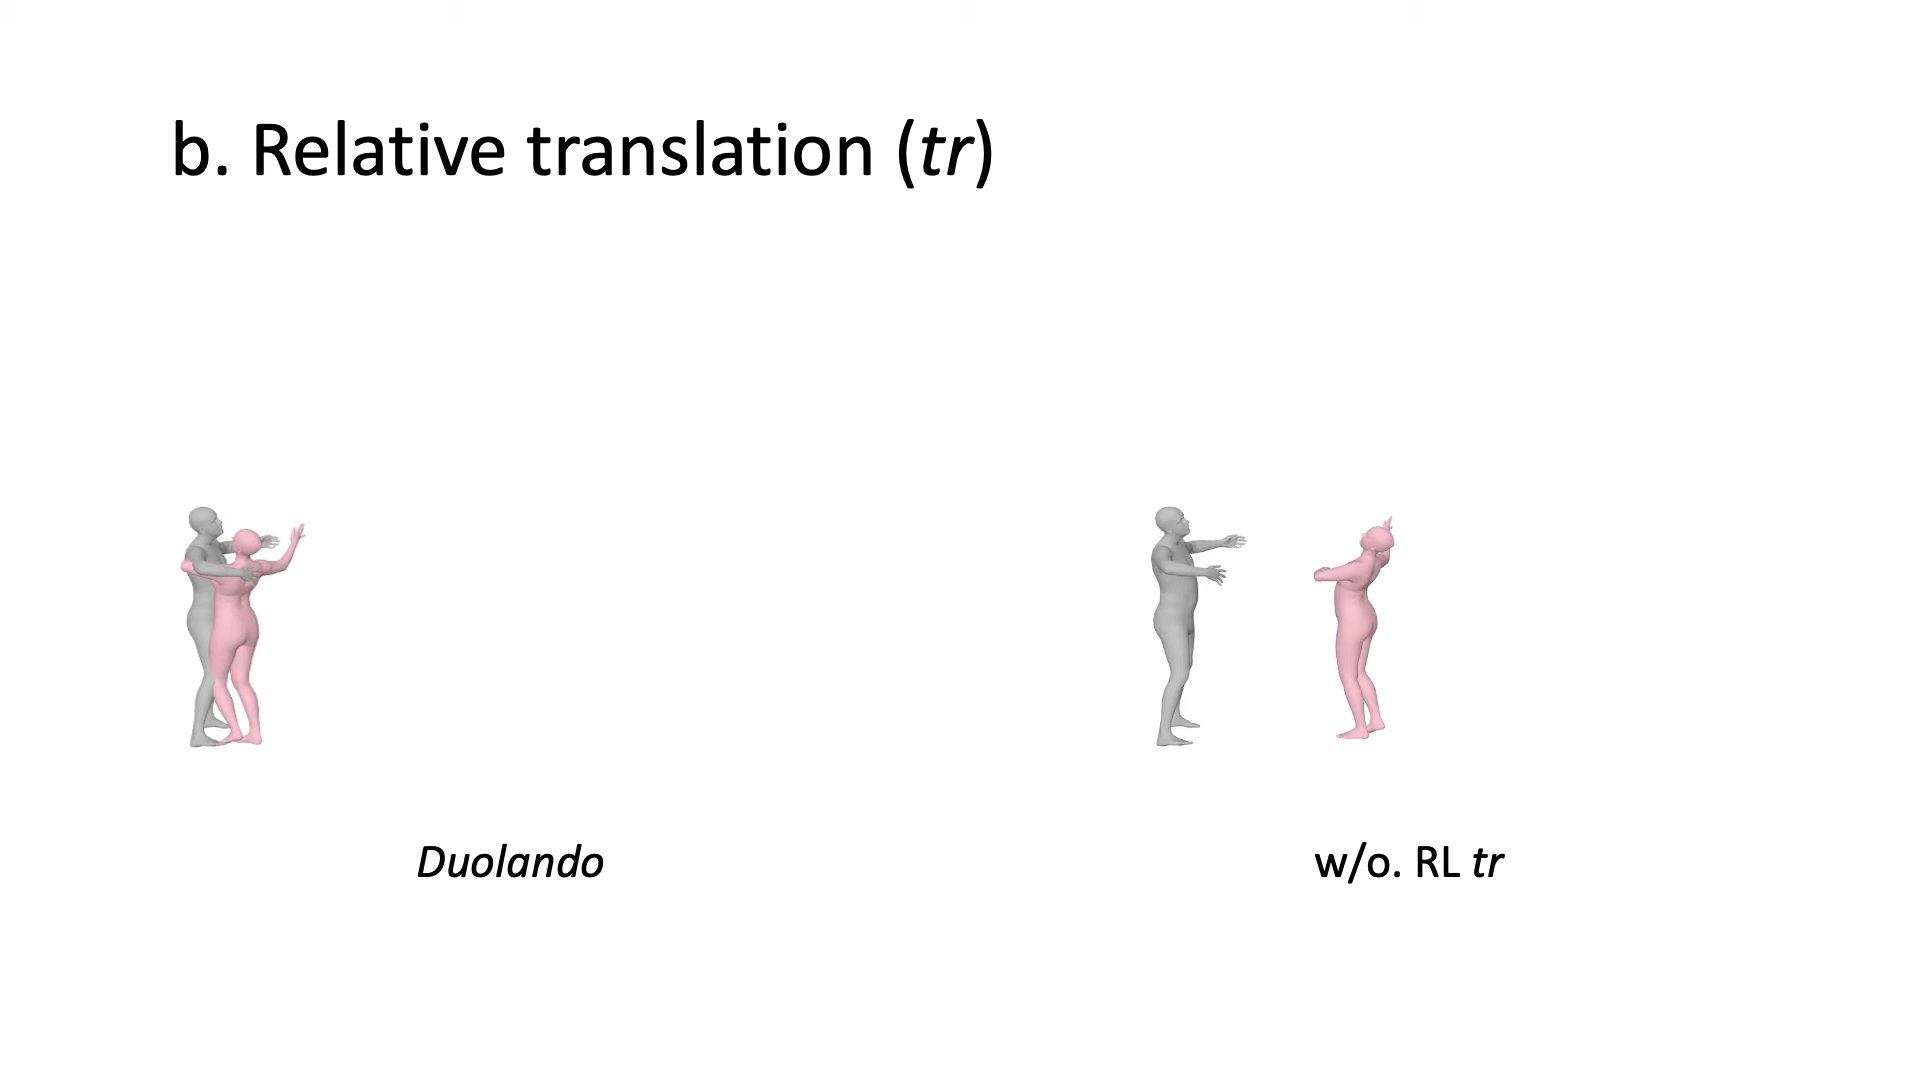 b. Relative translation (tr)
Duolando
w/o. RL tr